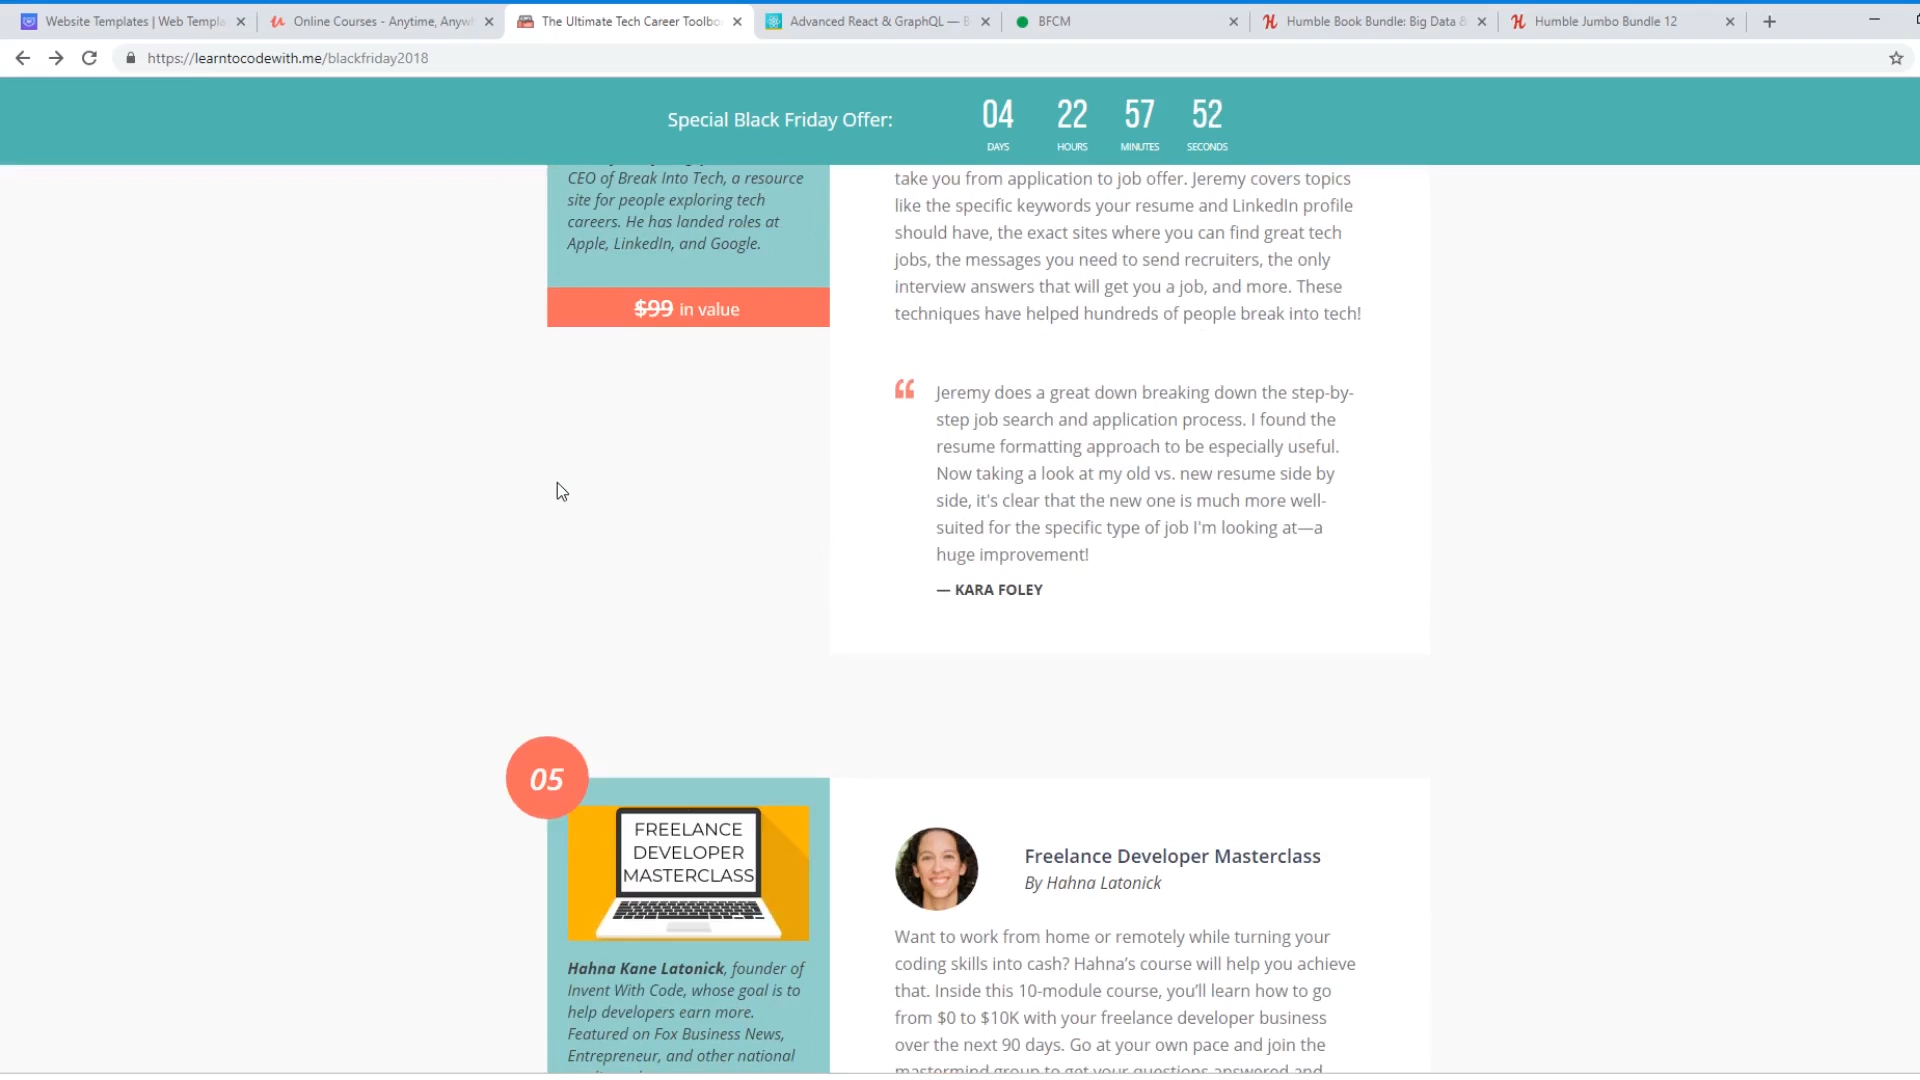 Website Templates | Web Templa
Online Courses - Anytime, Anyw
The Ultimate Tech Career Toolbo
Advanced React & GraphQL — B
BFCM
Humble Book Bundle: Big Data &
Humble Jumbo Bundle 12
https://learntocodewith.me/blackfriday2018
Special Black Friday Offer:
04 22 57 52
DAYS HOURS MINUTES SECONDS
CEO of Break Into Tech, a resource
site for people exploring tech
careers. He has landed roles at
Apple, LinkedIn, and Google.
$99 in value
take you from application to job offer. Jeremy covers topics
like the specific keywords your resume and LinkedIn profile
should have, the exact sites where you can find great tech
jobs, the messages you need to send recruiters, the only
interview answers that will get you a job, and more. These
techniques have helped hundreds of people break into tech!
Jeremy does a great down breaking down the step-by-
step job search and application process. I found the
resume formatting approach to be especially useful.
Now taking a look at my old vs. new resume side by
side, it's clear that the new one is much more well-
suited for the specific type of job I'm looking at—a
huge improvement!
— KARA FOLEY
05
FREELANCE
DEVELOPER
MASTERCLASS
Hahna Kane Latonick, founder of
Invent With Code, whose goal is to
help developers earn more.
Featured on Fox Business News,
Entrepreneur, and other national
Freelance Developer Masterclass
By Hahna Latonick
Want to work from home or remotely while turning your
coding skills into cash? Hahna’s course will help you achieve
that. Inside this 10-module course, you’ll learn how to go
from $0 to $10K with your freelance developer business
over the next 90 days. Go at your own pace and join the
mastermind group to get your questions answered and